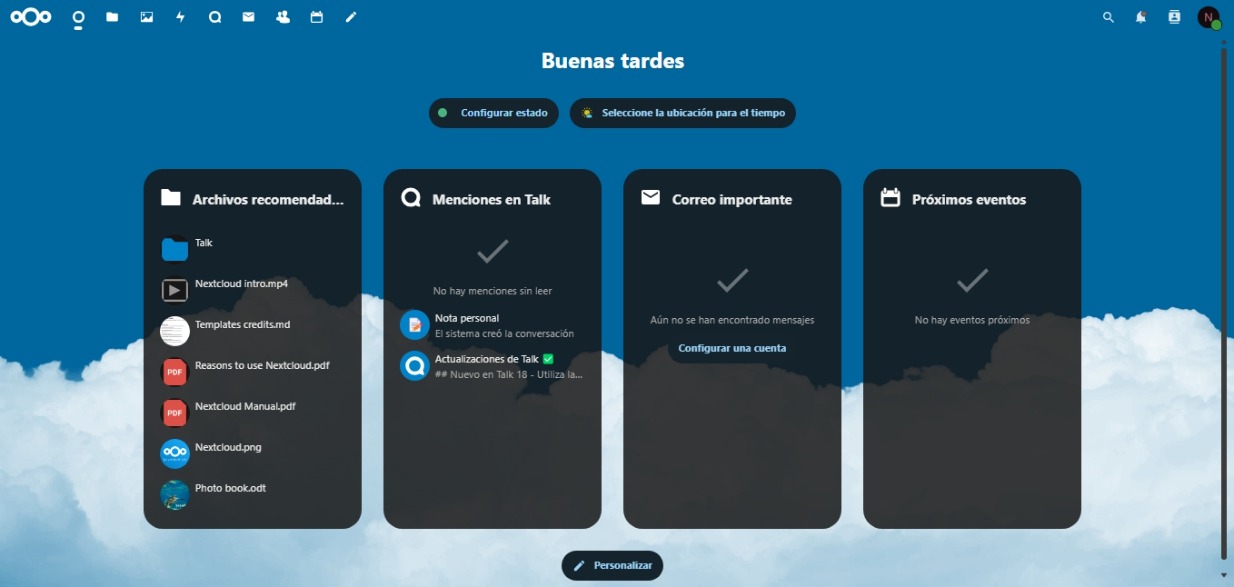 N
Buenas tardes
Configurar estado
Seleccione la ubicación para el tiempo
Archivos recomendad...
Talk
Nextcloud intro.mp4
Templates credits.md
PDF
Reasons to use Nextcloud.pdf
PDF
Nextcloud Manual.pdf
Nextcloud.png
Photo book.odt
Menciones en Talk
No hay menciones sin leer
Nota personal
El sistema creó la conversación
Actualizaciones de Talk ✅
## Nuevo en Talk 18 - Utiliza la...
Correo importante
Aún no se han encontrado mensajes
Configurar una cuenta
Próximos eventos
No hay eventos próximos
Personalizar